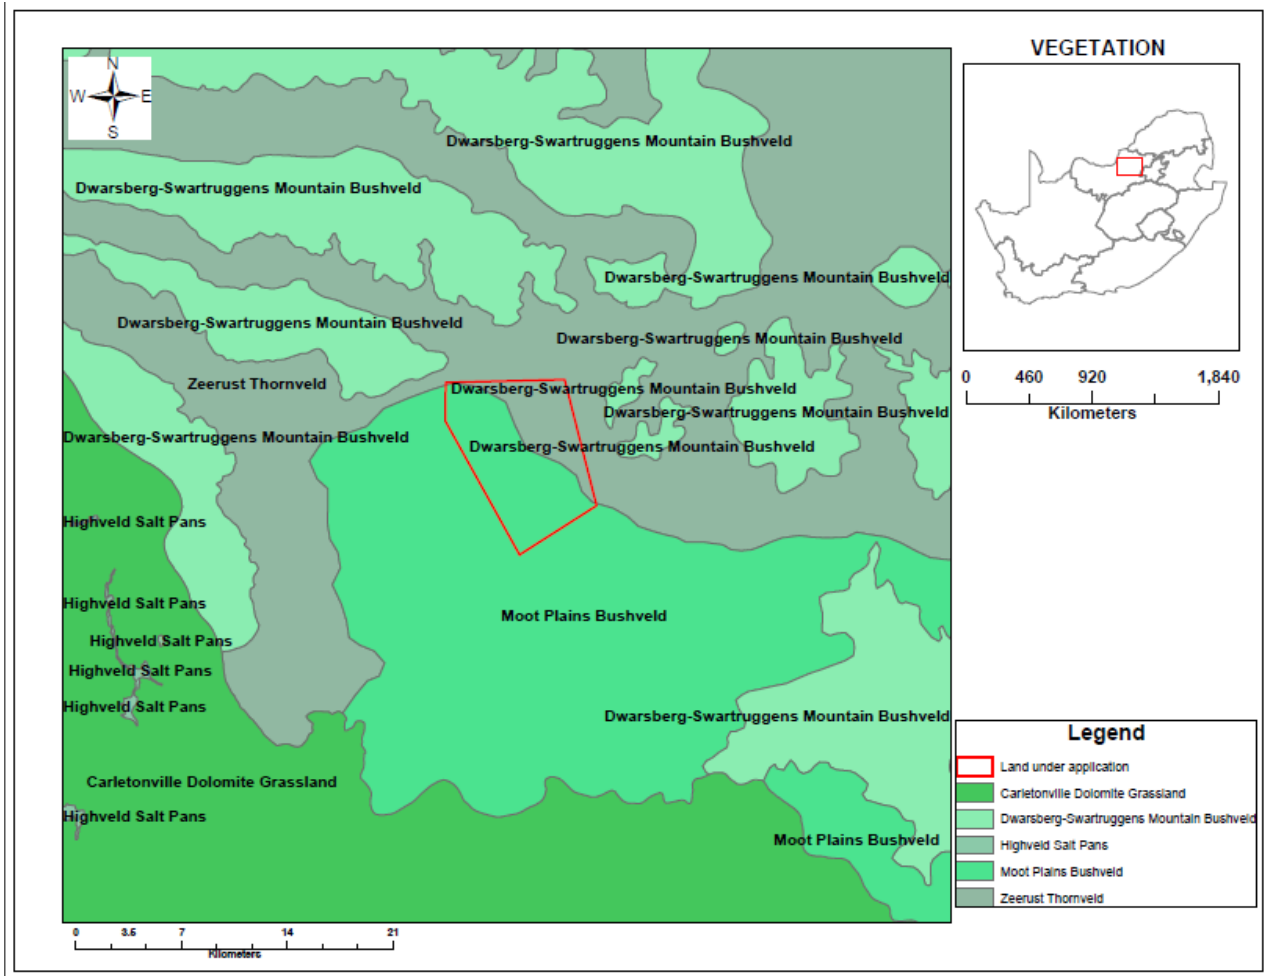 VEGETATION
N
W E
S
Dwarsberg-Swartruggens Mountain Bushveld
Dwarsberg-Swartruggens Mountain Bushveld
Dwarsberg-Swartruggens Mountain Bushveld
Dwarsberg-Swartruggens Mountain Bushveld
Dwarsberg-Swartruggens Mountain Bushveld
Zeerust Thornveld
Dwarsberg-Swartruggens Mountain Bushveld
Dwarsberg-Swartruggens Mountain Bushveld
Dwarsberg-Swartruggens Mountain Bushveld
Dwarsberg-Swartruggens Mountain Bushveld
Highveld Salt Pans
Highveld Salt Pans
Moot Plains Bushveld
Highveld Salt Pans
Highveld Salt Pans
Highveld Salt Pans
Dwarsberg-Swartruggens Mountain Bushveld
Carletonville Dolomite Grassland
Highveld Salt Pans
Moot Plains Bushveld
0 3.5 7 14 21
Kilometers
0 460 920 1,840
Kilometers
Legend
Land under application
Carletonville Dolomite Grassland
Dwarsberg-Swartruggens Mountain Bushveld
Highveld Salt Pans
Moot Plains Bushveld
Zeerust Thornveld